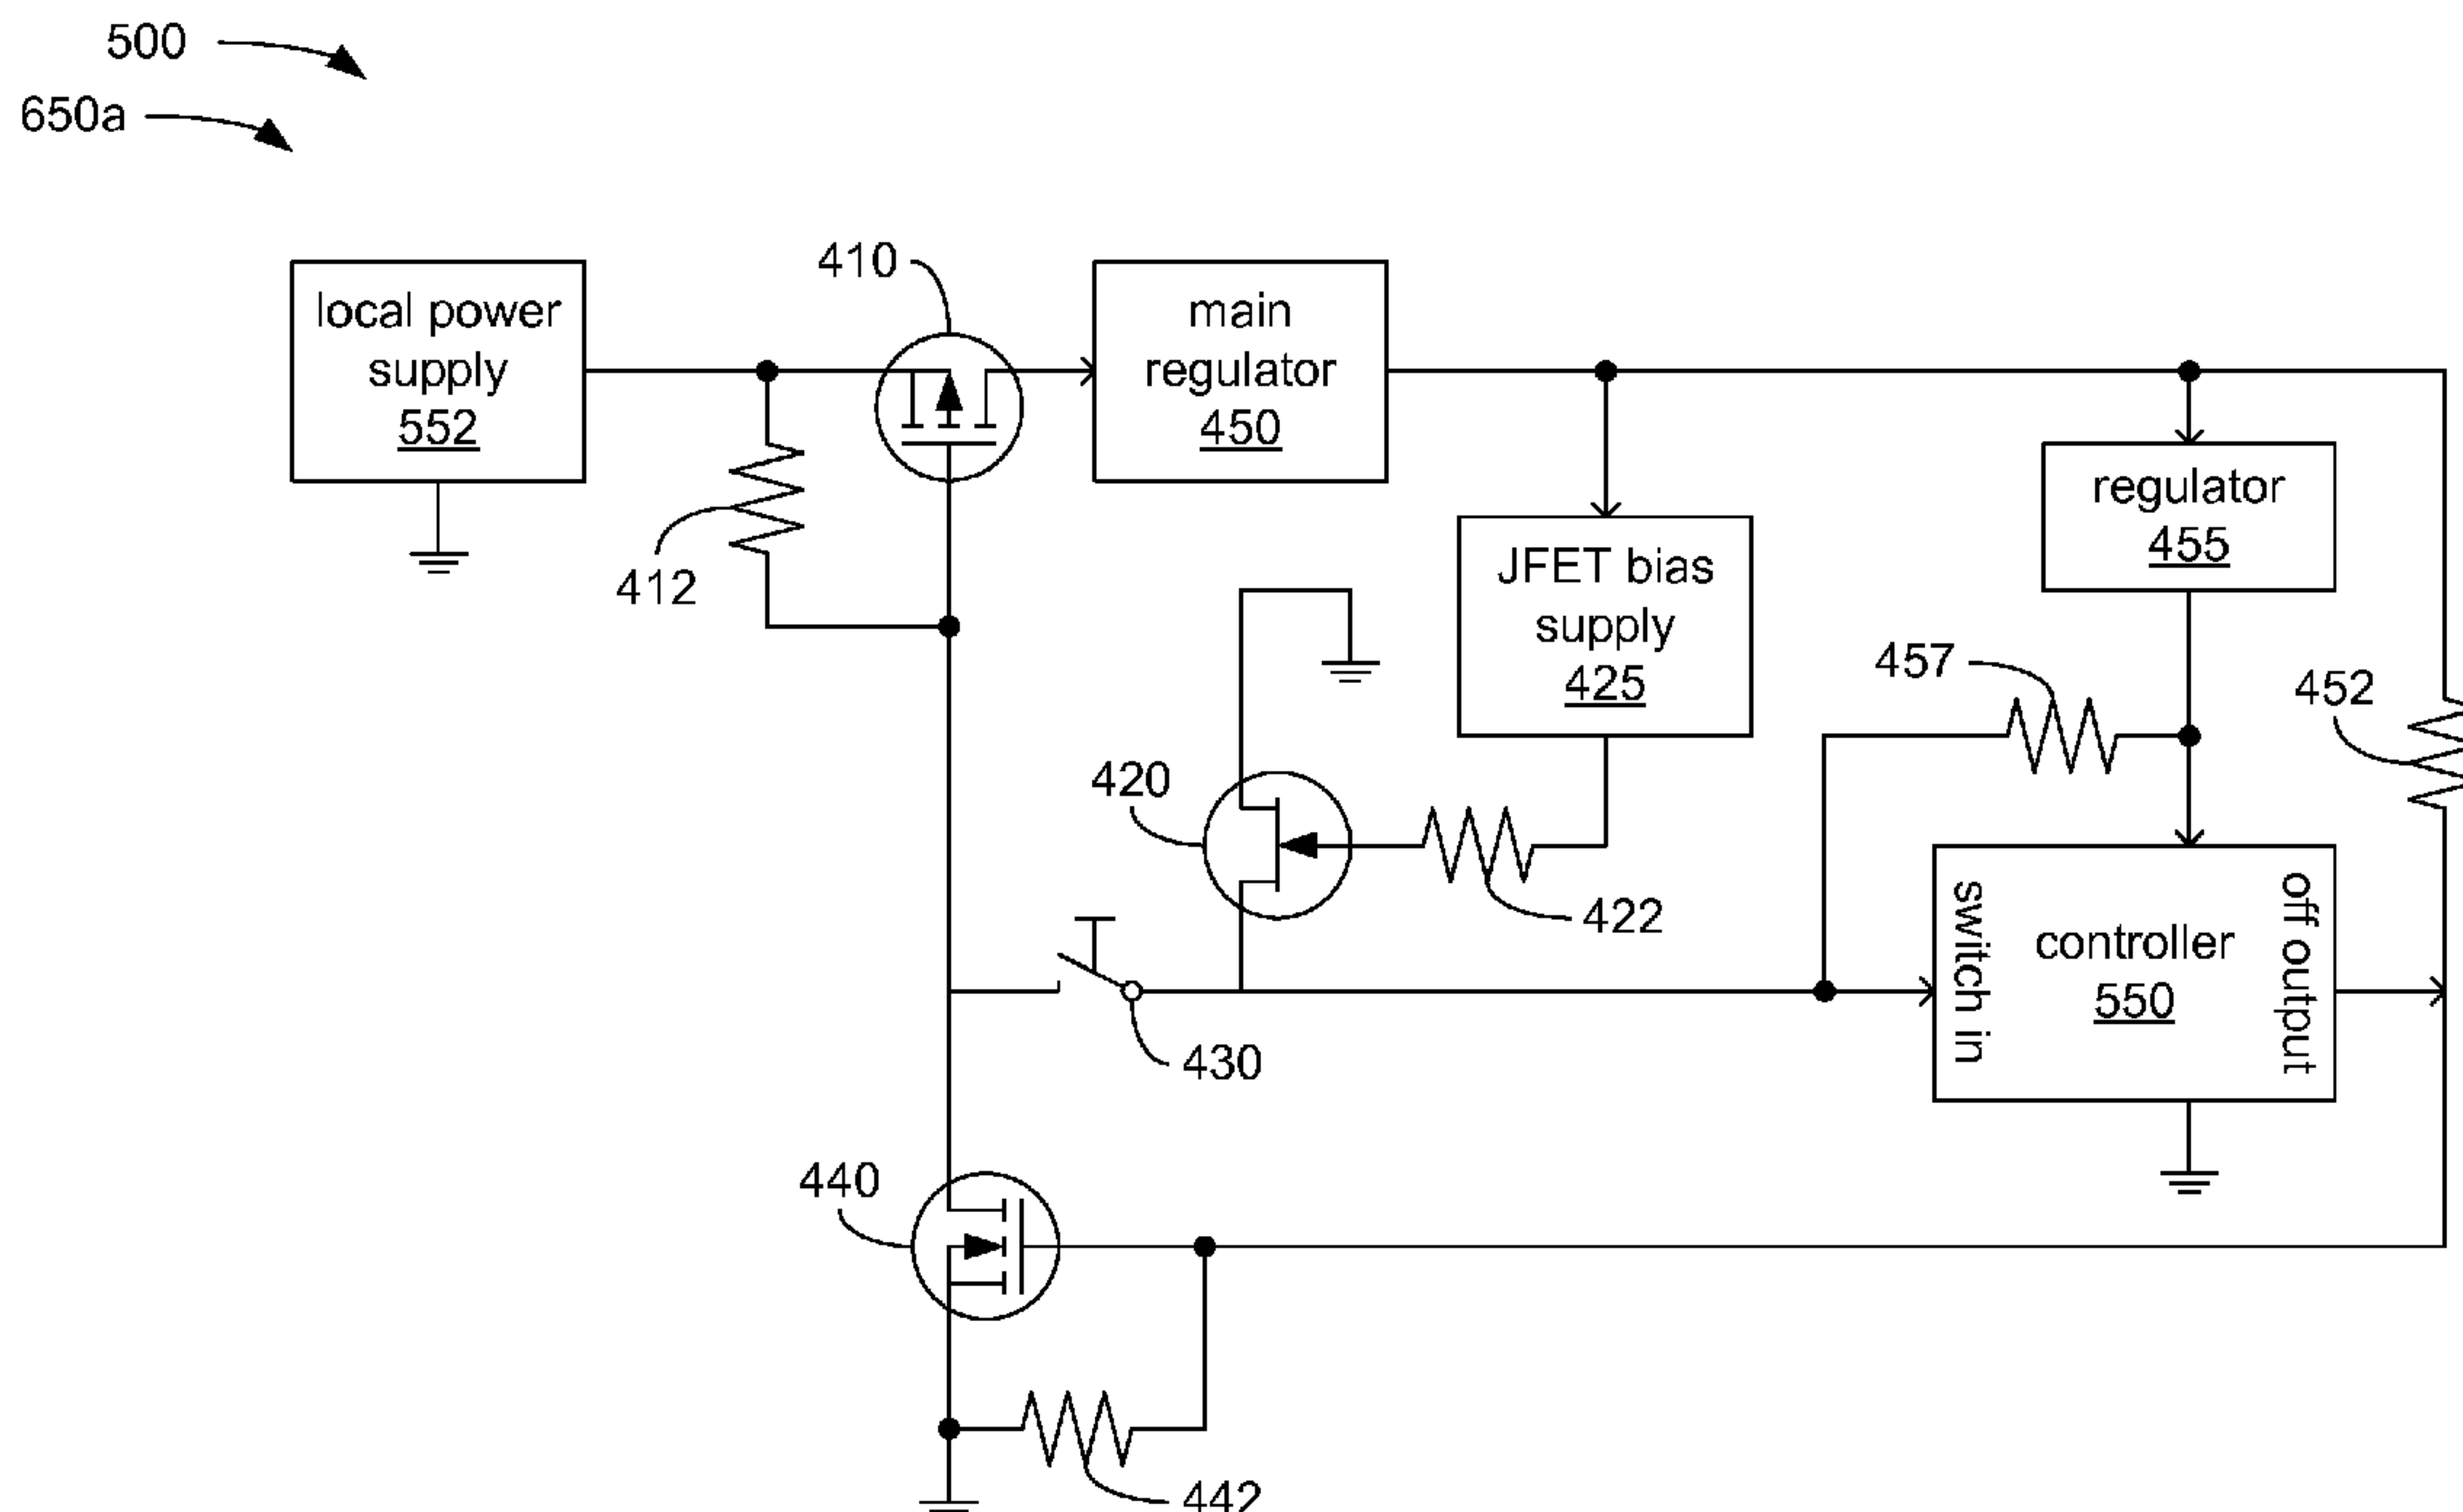 500
650a
410
local power
supply
552
main
regulator
450
412
regulator
455
JFET bias
supply
425
457
452
420
422
switch in
controller
550
off output
430
440
442